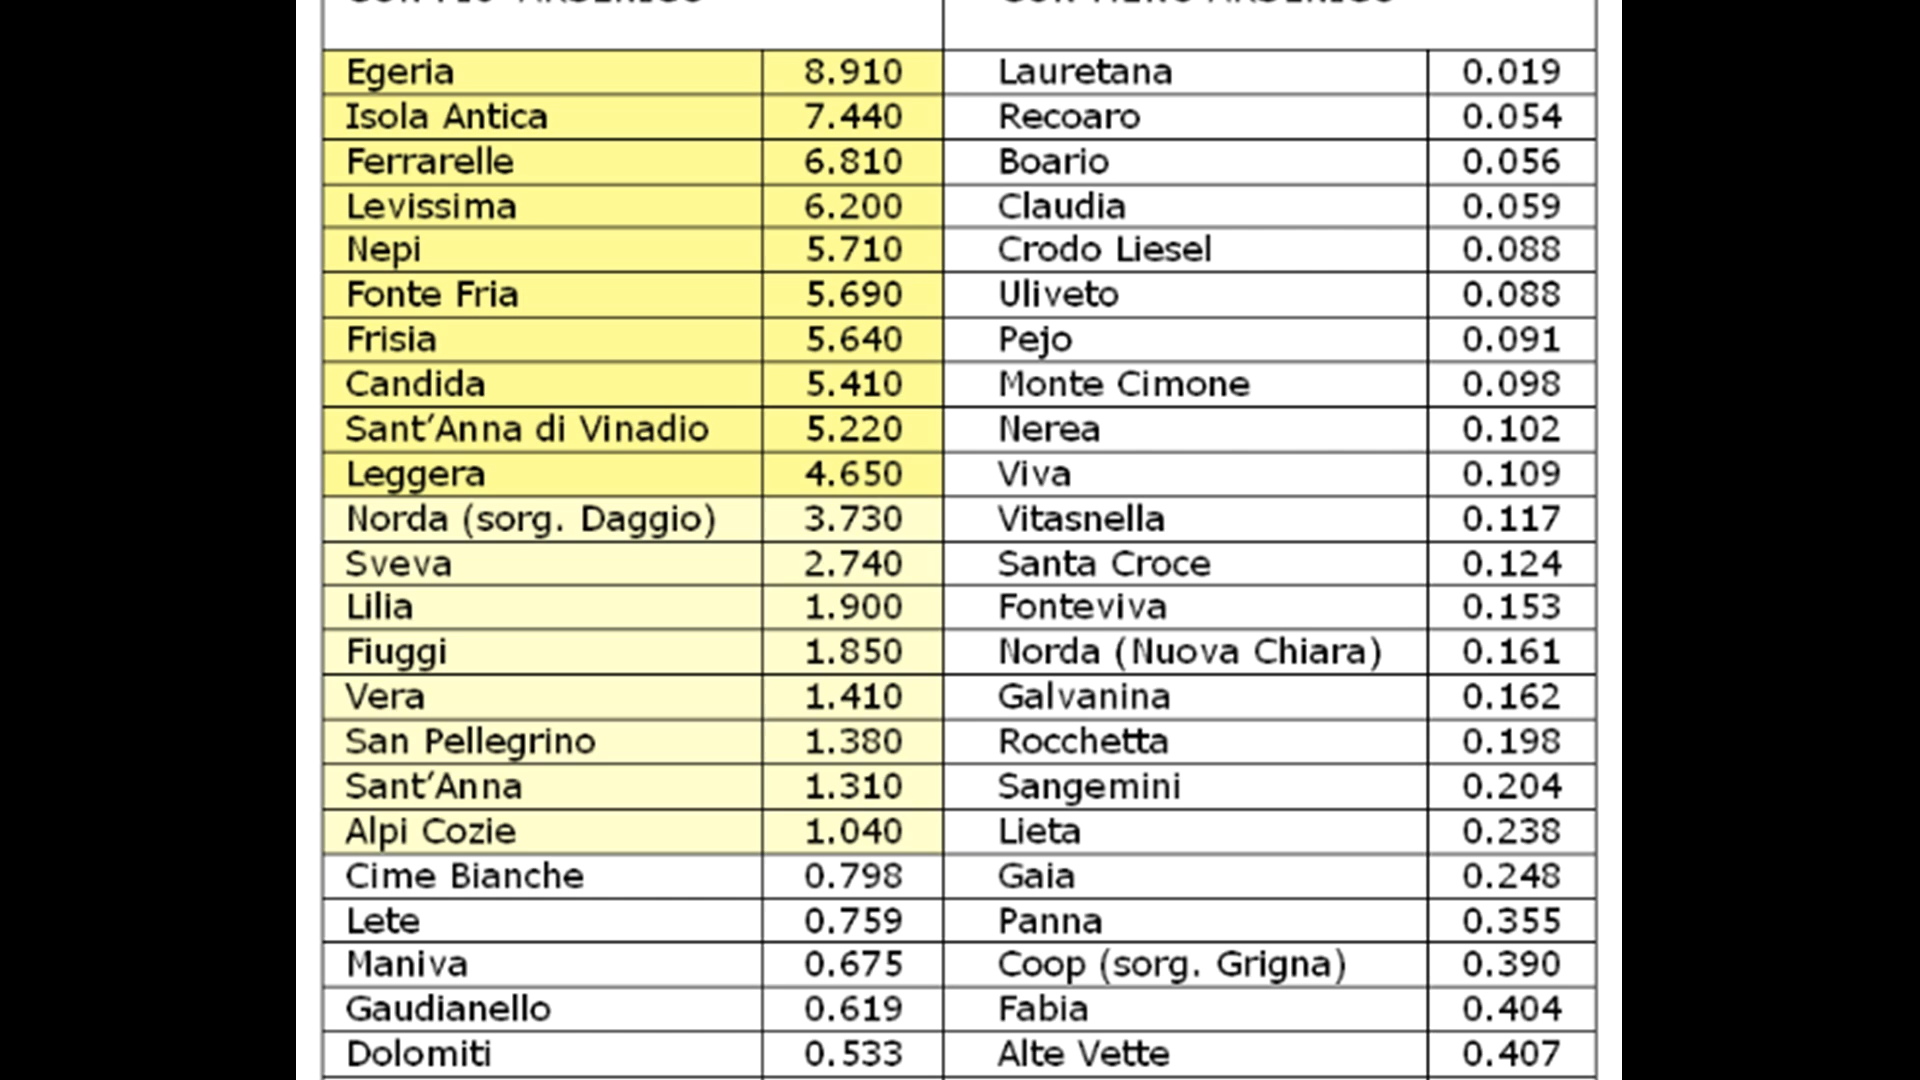 CON PIÙ ARSENICO CON MENO ARSENICO
Egeria 8.910 Lauretana 0.019
Isola Antica 7.440 Recoaro 0.054
Ferrarelle 6.810 Boario 0.056
Levissima 6.200 Claudia 0.059
Nepi 5.710 Crodo Liesel 0.088
Fonte Fria 5.690 Uliveto 0.088
Frisia 5.640 Pejo 0.091
Candida 5.410 Monte Cimone 0.098
Sant’Anna di Vinadio 5.220 Nerea 0.102
Leggera 4.650 Viva 0.109
Norda (sorg. Daggio) 3.730 Vitasnella 0.117
Sveva 2.740 Santa Croce 0.124
Lilia 1.900 Fonteviva 0.153
Fiuggi 1.850 Norda (Nuova Chiara) 0.161
Vera 1.410 Galvanina 0.162
San Pellegrino 1.380 Rocchetta 0.198
Sant’Anna 1.310 Sangemini 0.204
Alpi Cozie 1.040 Lieta 0.238
Cime Bianche 0.798 Gaia 0.248
Lete 0.759 Panna 0.355
Maniva 0.675 Coop (sorg. Grigna) 0.390
Gaudianello 0.619 Fabia 0.404
Dolomiti 0.533 Alte Vette 0.407